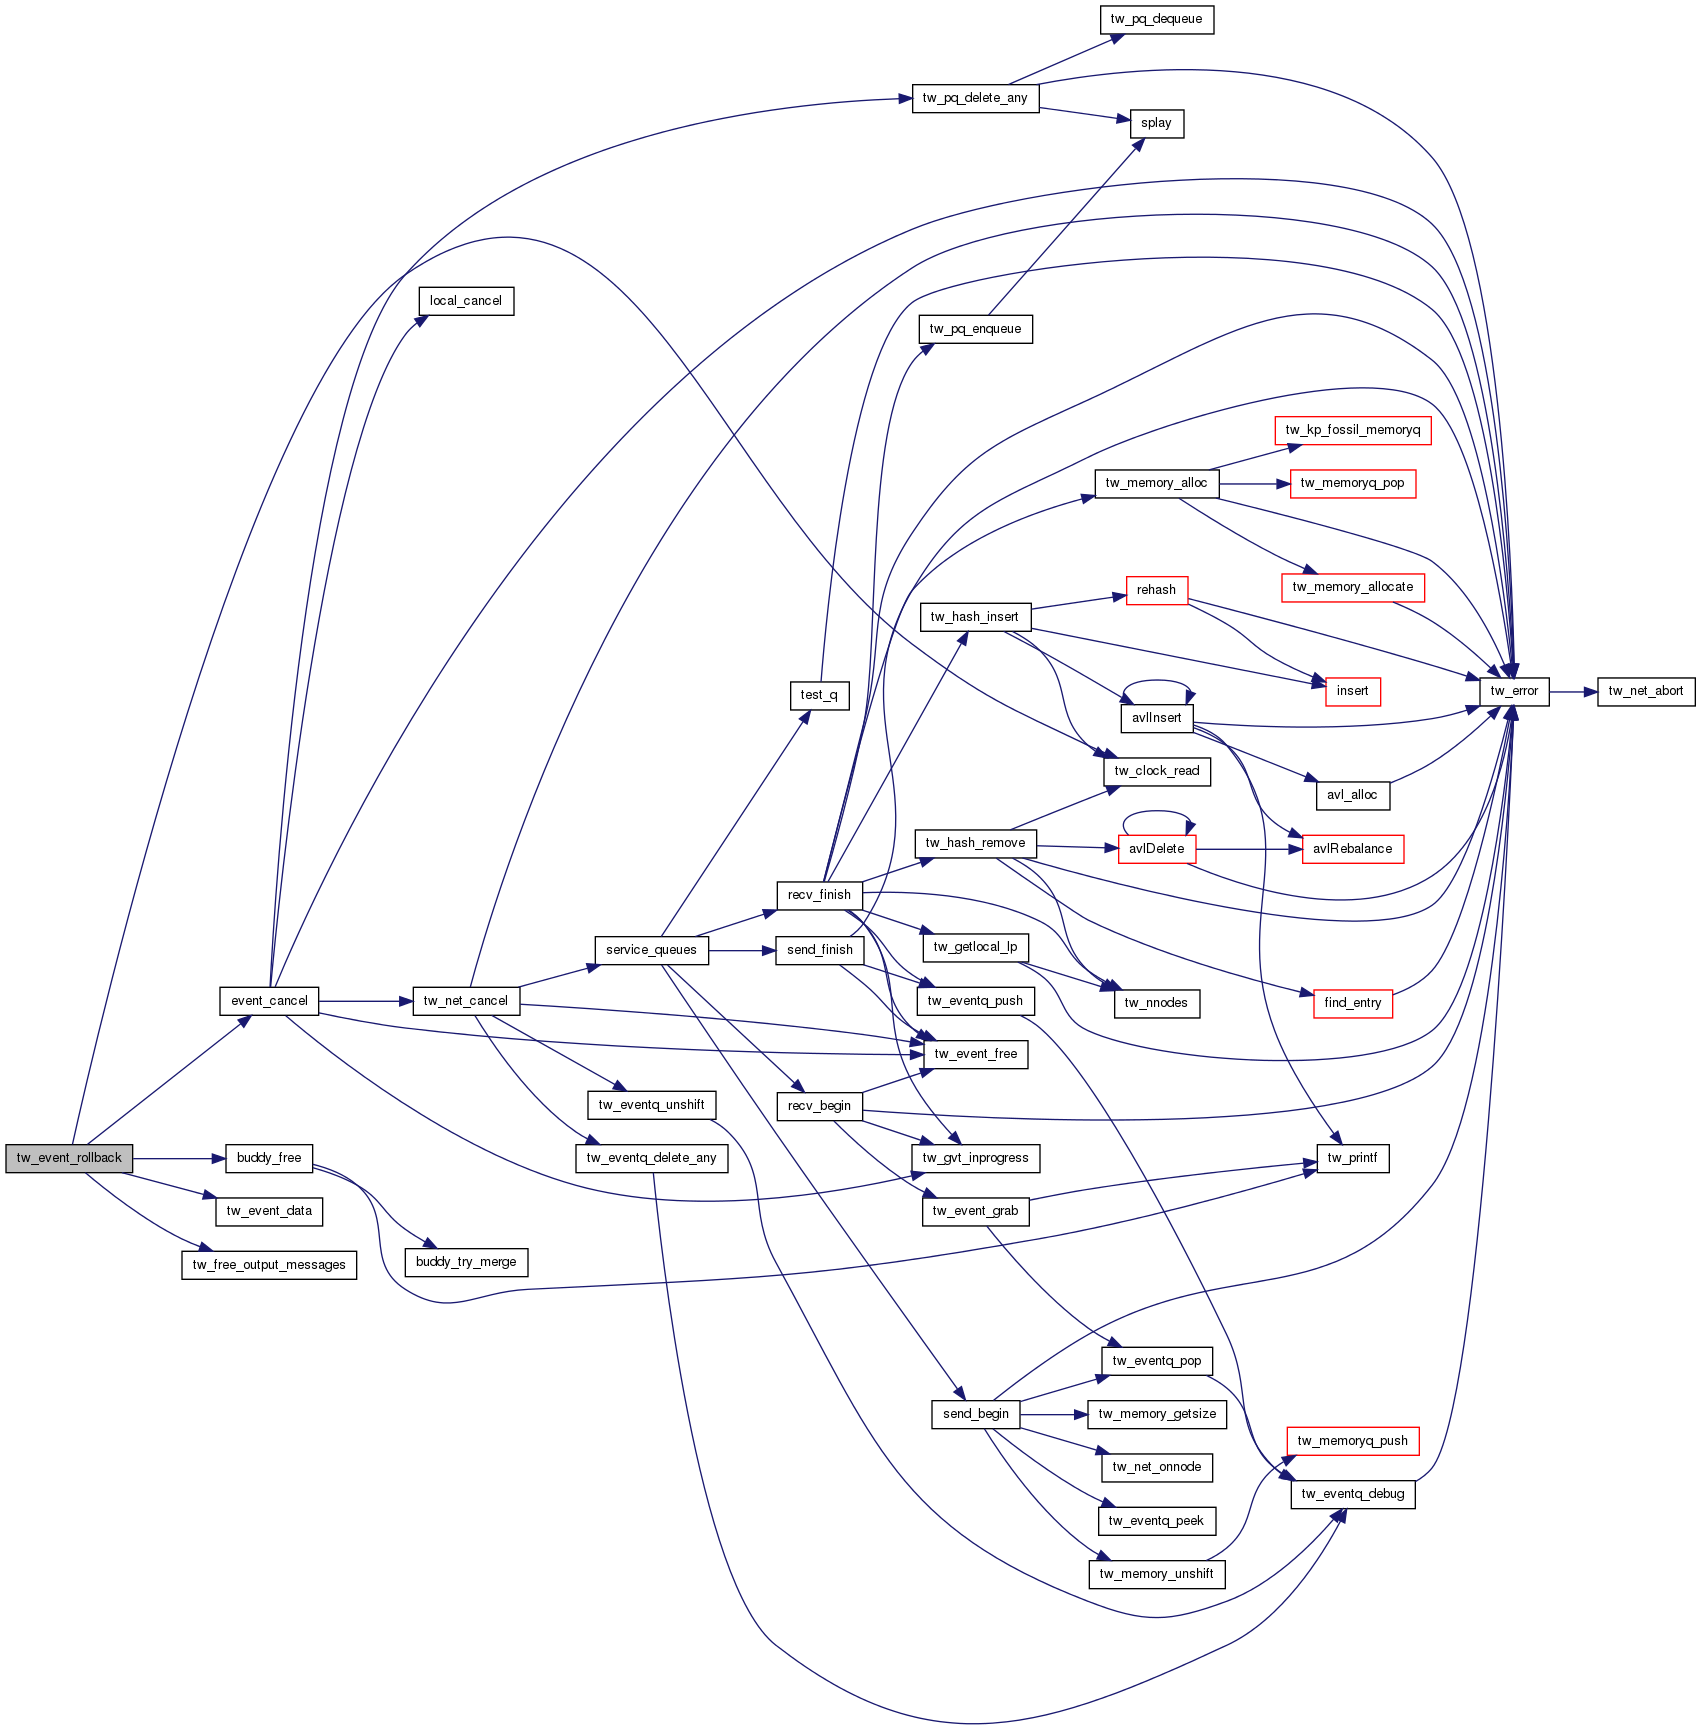 tw_pq_dequeue
tw_pq_delete_any
splay
local_cancel
tw_pq_enqueue
tw_kp_fossil_memoryq
tw_memory_alloc
tw_memoryq_pop
tw_memory_allocate
rehash
tw_hash_insert
test_q
insert
tw_error
tw_net_abort
avlInsert
tw_clock_read
avl_alloc
tw_hash_remove
avlDelete
avlRebalance
recv_finish
service_queues
send_finish
tw_getlocal_lp
event_cancel
tw_net_cancel
tw_eventq_push
tw_nnodes
find_entry
tw_event_free
tw_eventq_unshift
recv_begin
tw_event_rollback
buddy_free
tw_eventq_delete_any
tw_gvt_inprogress
tw_printf
tw_event_data
tw_event_grab
tw_free_output_messages
buddy_try_merge
tw_eventq_pop
send_begin
tw_memory_getsize
tw_memoryq_push
tw_net_onnode
tw_eventq_debug
tw_eventq_peek
tw_memory_unshift